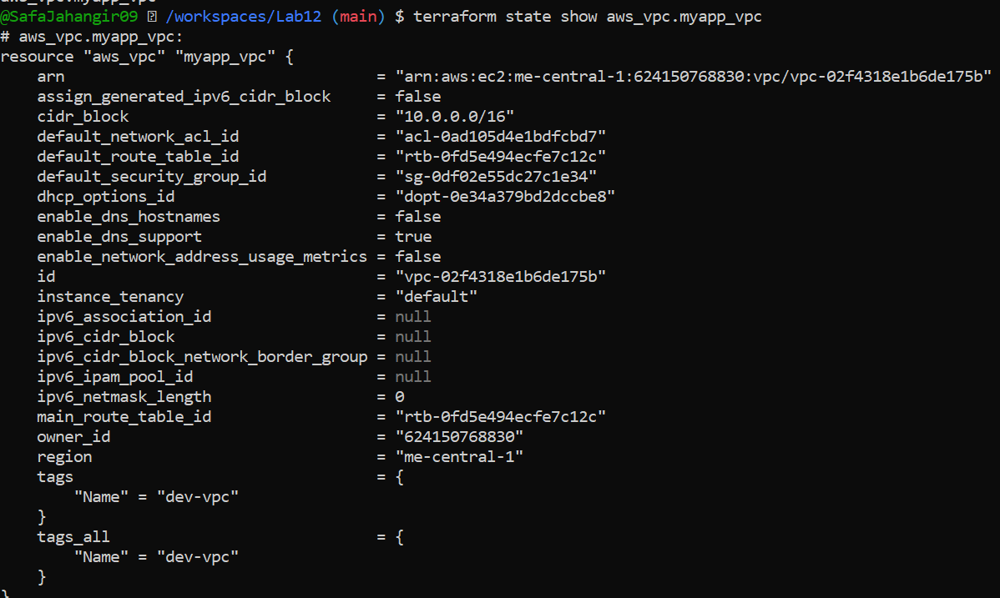 @SafaJahangir09 /workspaces/Lab12 (main) $ terraform state show aws_vpc.myapp_vpc
# aws_vpc.myapp_vpc:
resource "aws_vpc" "myapp_vpc" {
    arn                                  = "arn:aws:ec2:me-central-1:624150768830:vpc/vpc-02f4318e1b6de175b"
    assign_generated_ipv6_cidr_block     = false
    cidr_block                           = "10.0.0.0/16"
    default_network_acl_id               = "acl-0ad105d4e1bdfcbd7"
    default_route_table_id               = "rtb-0fd5e494ecfe7c12c"
    default_security_group_id            = "sg-0df02e55dc27c1e34"
    dhcp_options_id                      = "dopt-0e34a379bd2dccbe8"
    enable_dns_hostnames                 = false
    enable_dns_support                   = true
    enable_network_address_usage_metrics = false
    id                                   = "vpc-02f4318e1b6de175b"
    instance_tenancy                     = "default"
    ipv6_association_id                  = null
    ipv6_cidr_block                      = null
    ipv6_cidr_block_network_border_group = null
    ipv6_ipam_pool_id                    = null
    ipv6_netmask_length                  = 0
    main_route_table_id                  = "rtb-0fd5e494ecfe7c12c"
    owner_id                             = "624150768830"
    region                               = "me-central-1"
    tags                                 = {
        "Name" = "dev-vpc"
    }
    tags_all                             = {
        "Name" = "dev-vpc"
    }
}